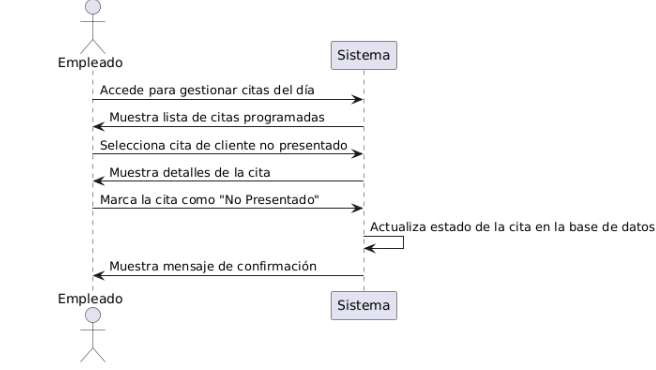 Empleado
Sistema
Accede para gestionar citas del día
Muestra lista de citas programadas
Selecciona cita de cliente no presentado
Muestra detalles de la cita
Marca la cita como "No Presentado"
Actualiza estado de la cita en la base de datos
Muestra mensaje de confirmación
Empleado
Sistema